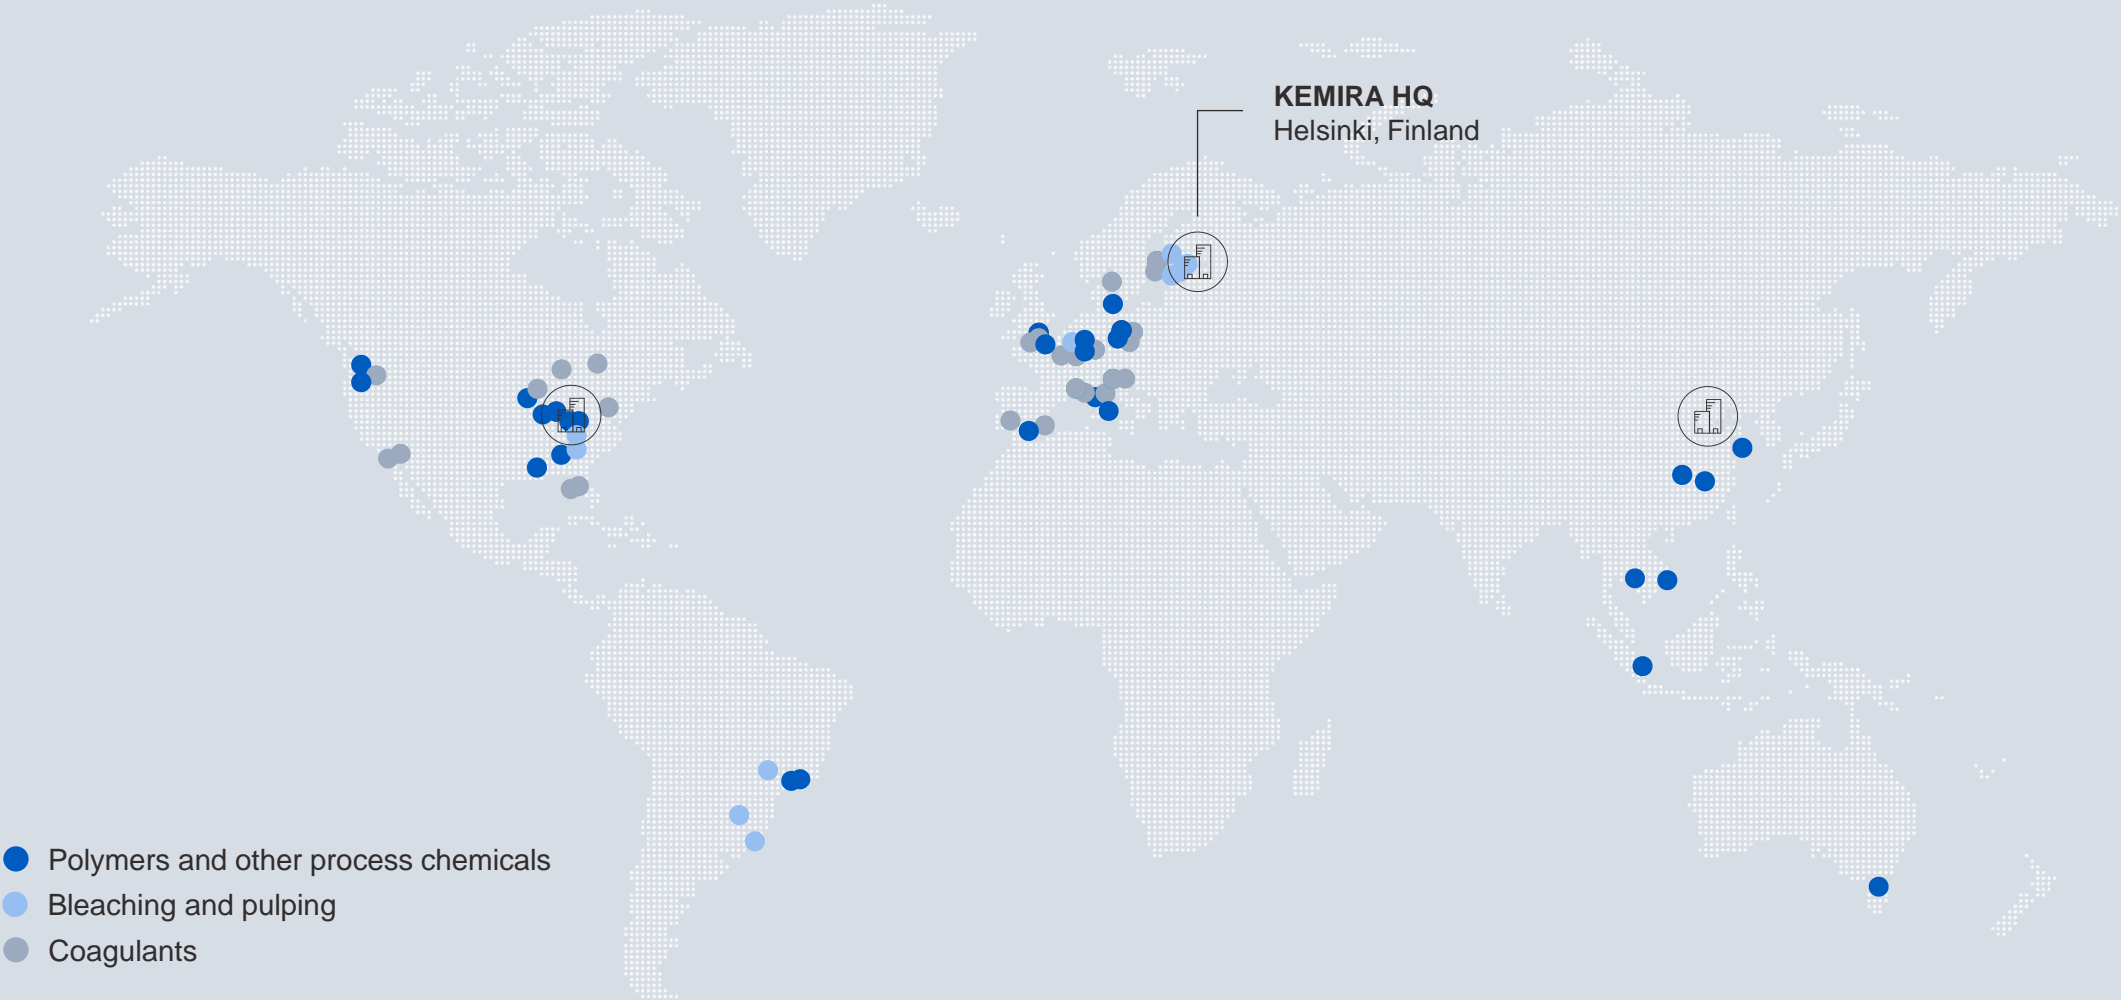 KEMIRA HQ
Helsinki, Finland
Polymers and other process chemicals
Bleaching and pulping
Coagulants